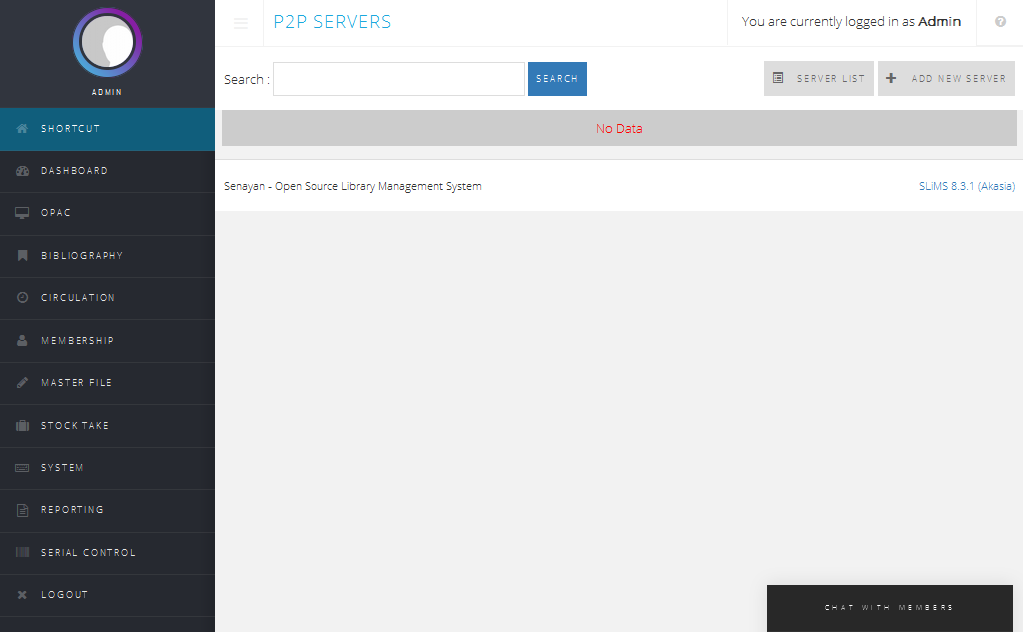 ADMIN
SHORTCUT
DASHBOARD
OPAC
BIBLIOGRAPHY
CIRCULATION
MEMBERSHIP
MASTER FILE
STOCK TAKE
SYSTEM
REPORTING
SERIAL CONTROL
LOGOUT
P2P SERVERS
You are currently logged in as Admin
Search :
SEARCH
SERVER LIST
ADD NEW SERVER
No Data
Senayan - Open Source Library Management System
SLiMS 8.3.1 (Akasia)
CHAT WITH MEMBERS